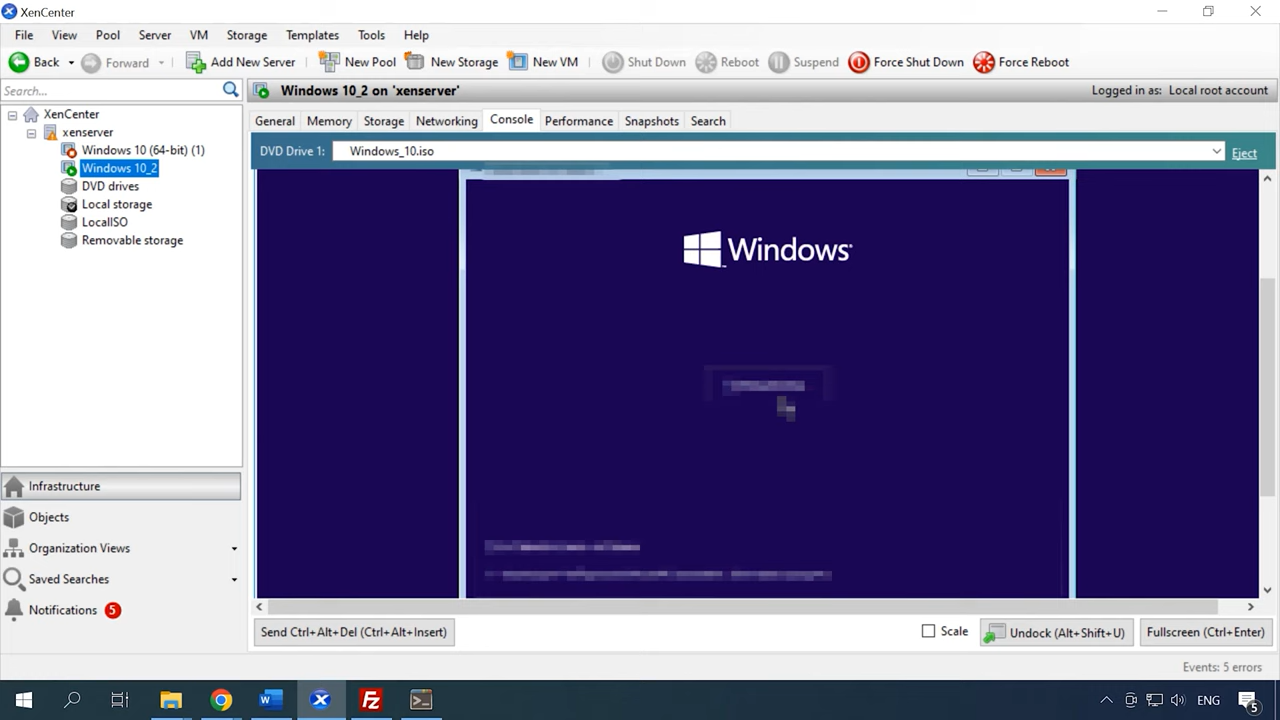 XenCenter
File View Pool Server VM Storage Templates Tools Help
Back Forward Add New Server New Pool New Storage New VM Shut Down Reboot Suspend Force Shut Down Force Reboot
Search...
Windows 10_2 on 'xenserver'
Logged in as: Local root account
XenCenter
xenserver
Windows 10 (64-bit) (1)
Windows 10_2
DVD drives
Local storage
LocalISO
Removable storage
General Memory Storage Networking Console Performance Snapshots Search
DVD Drive 1: Windows_10.iso Eject
Windows
Infrastructure
Objects
Organization Views
Saved Searches
Notifications 5
Send Ctrl+Alt+Del (Ctrl+Alt+Insert) Scale Undock (Alt+Shift+U) Fullscreen (Ctrl+Enter)
Events: 5 errors
ENG 5